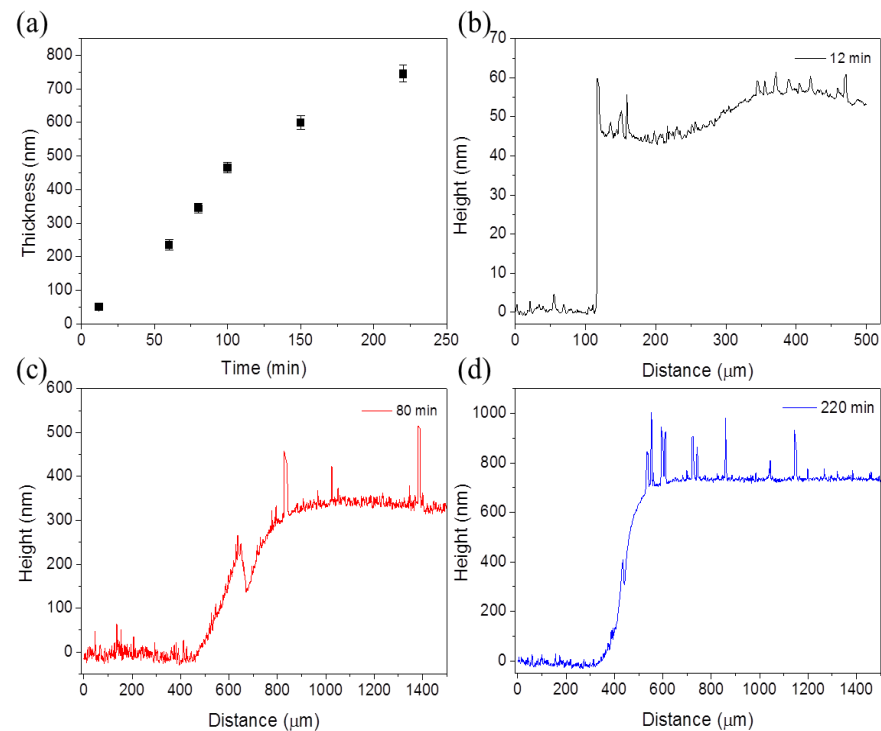 (a)
800
700
600
500
400
300
200
100
0
Thickness (nm)
0 50 100 150 200 250
Time (min)
(b)
12 min
70
60
50
40
30
20
10
0
Height (nm)
0 100 200 300 400 500
Distance (μm)
(c)
80 min
600
500
400
300
200
100
0
Height (nm)
0 200 400 600 800 1000 1200 1400
Distance (μm)
(d)
220 min
1000
800
600
400
200
0
Height (nm)
0 200 400 600 800 1000 1200 1400
Distance (μm)